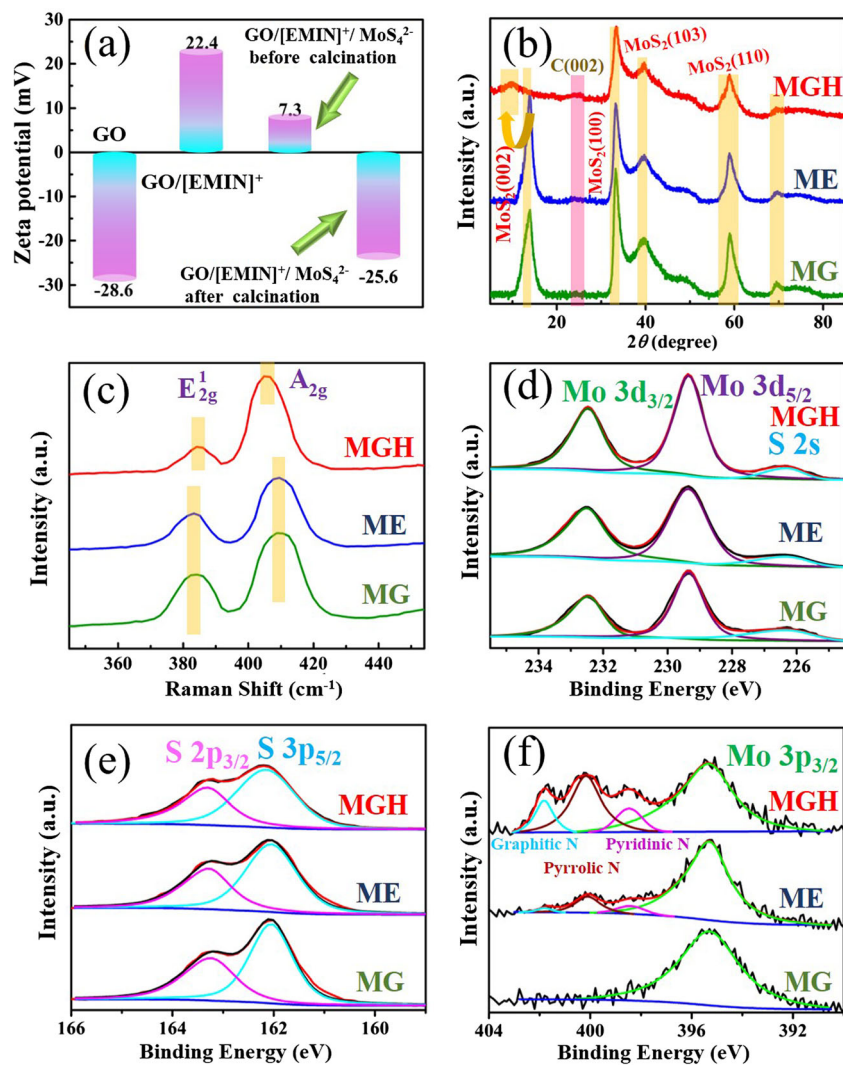 (a)
22.4
GO/[EMIN]⁺/ MoS₄²⁻
before calcination
7.3
GO
GO/[EMIN]⁺
GO/[EMIN]⁺/ MoS₄²⁻
after calcination
-28.6
-25.6
30
20
10
0
-10
-20
-30
Zeta potential (mV)
(b)
MoS₂(103)
C(002)
MoS₂(110)
MGH
MoS₂(002)
MoS₂(100)
ME
MG
20 40 60 80
2θ (degree)
Intensity (a.u.)
(c)
E¹2g
A2g
MGH
ME
MG
360 380 400 420 440
Raman Shift (cm⁻¹)
Intensity (a.u.)
(d)
Mo 3d3/2
Mo 3d5/2
MGH
S 2s
ME
MG
234 232 230 228 226
Binding Energy (eV)
Intensity (a.u.)
(e)
S 2p3/2
S 3p5/2
MGH
ME
MG
166 164 162 160
Binding Energy (eV)
Intensity (a.u.)
(f)
Mo 3p3/2
MGH
Graphitic N
Pyridinic N
Pyrrolic N
ME
MG
404 400 396 392
Binding Energy (eV)
Intensity (a.u.)